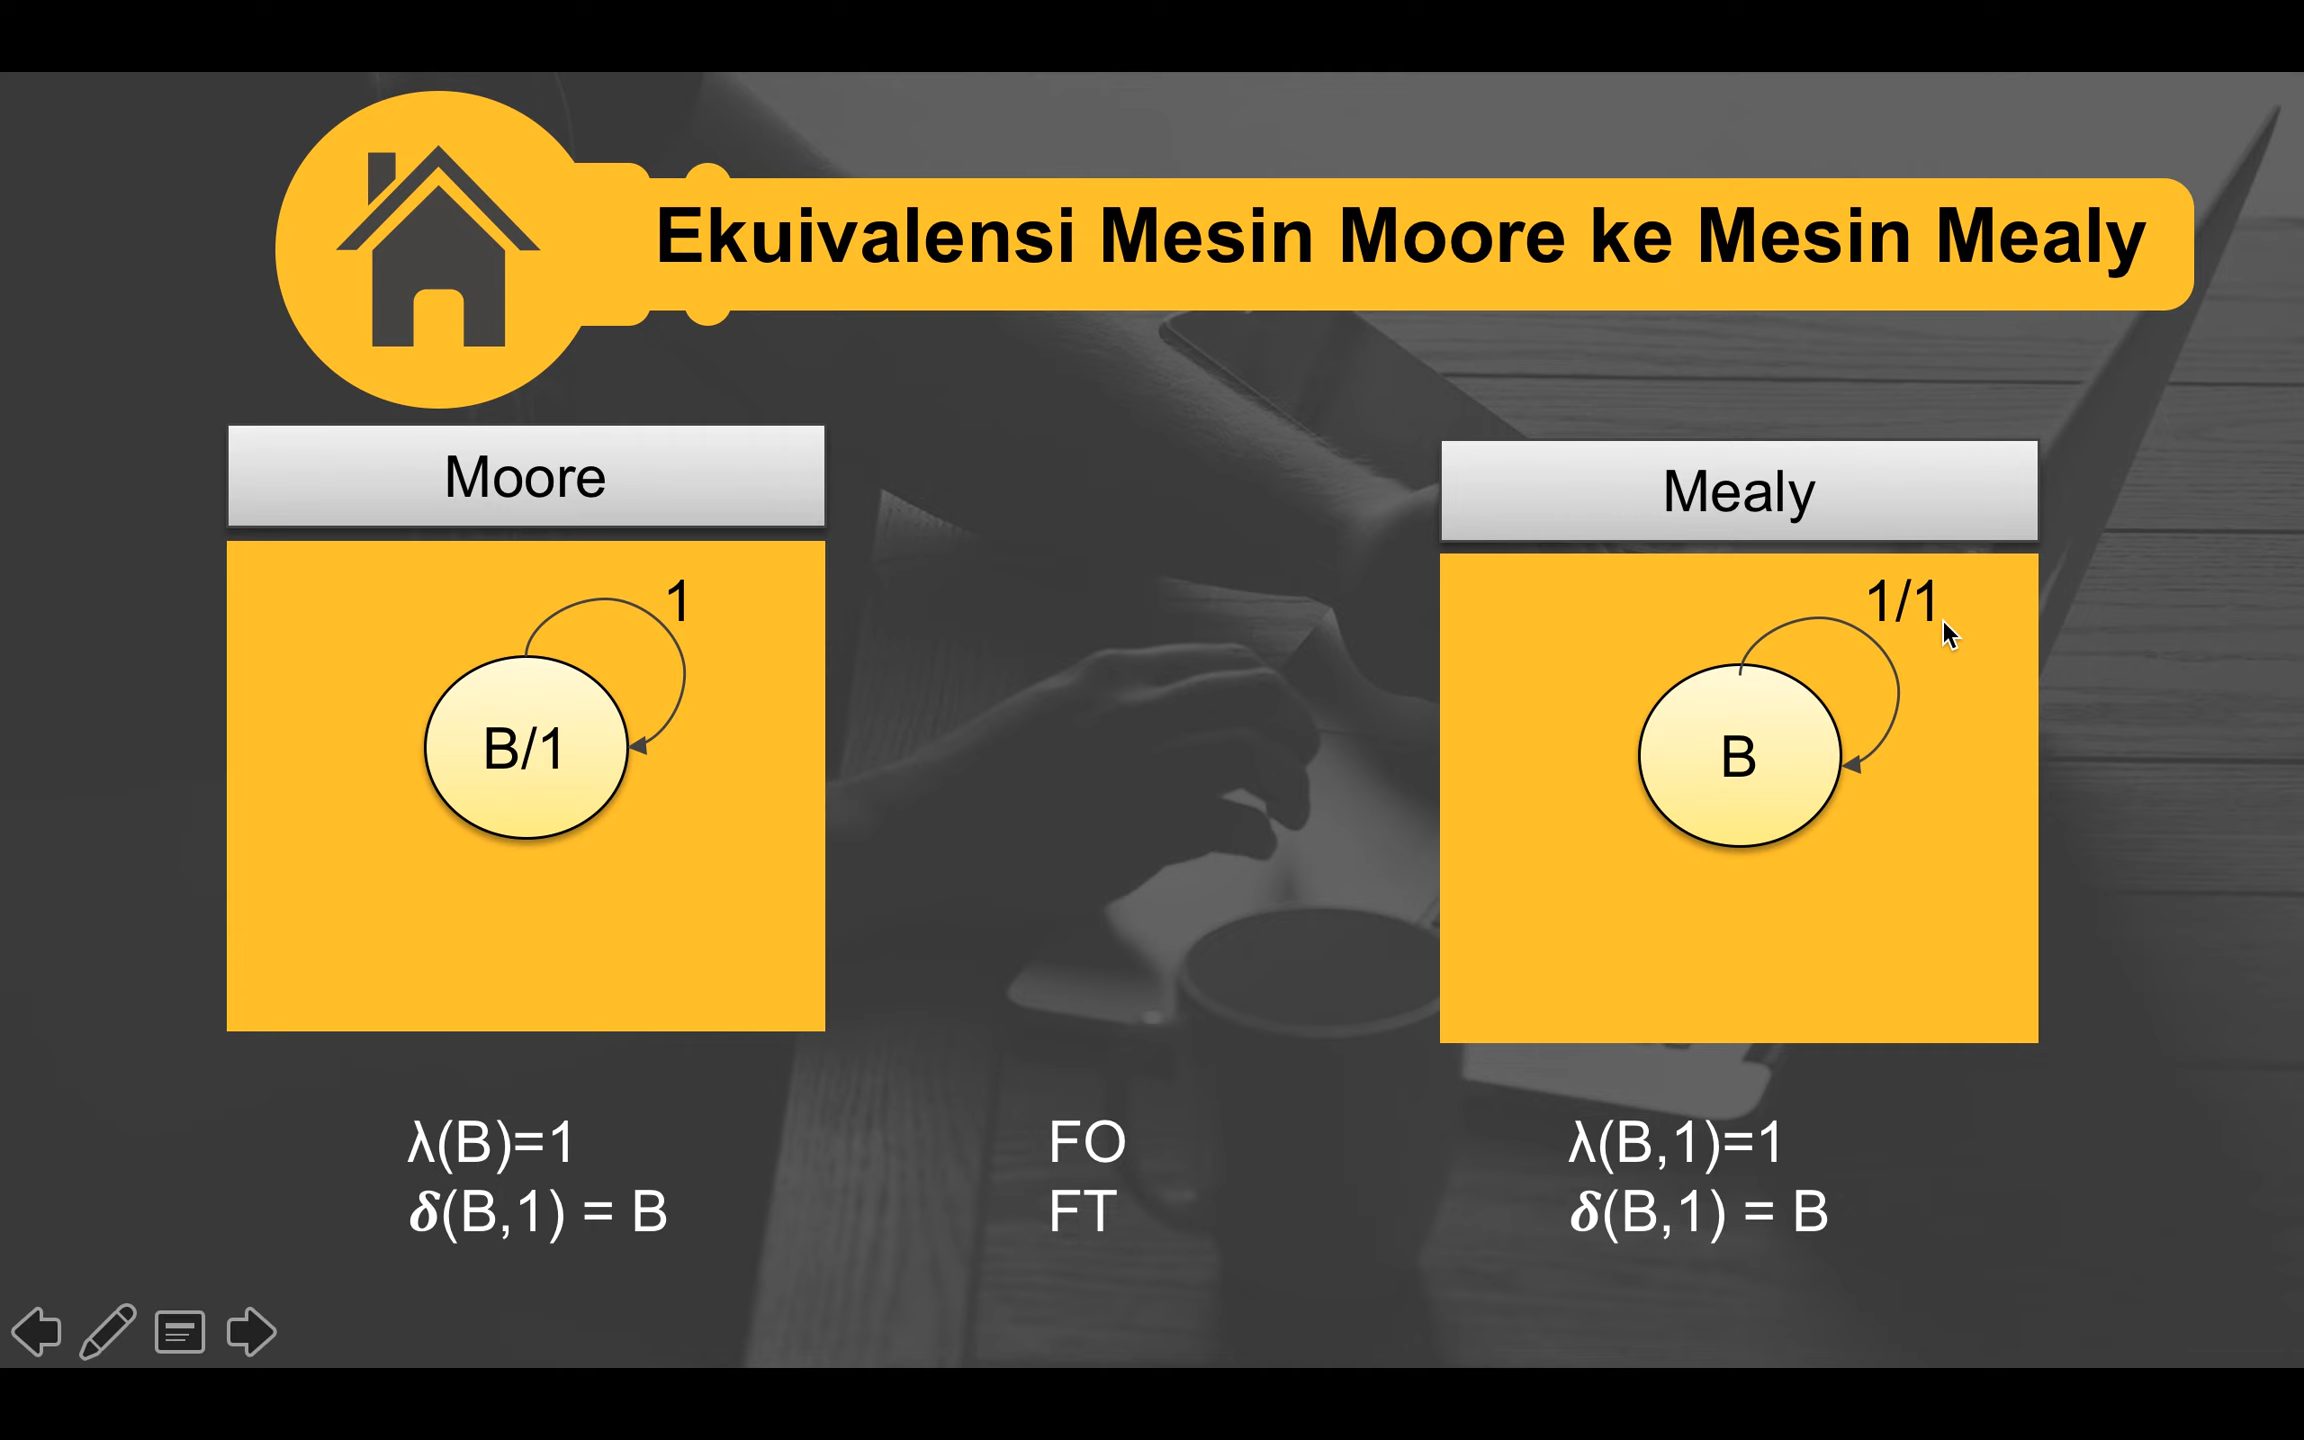 Ekuivalensi Mesin Moore ke Mesin Mealy
Moore
1
B/1
λ(B)=1
δ(B,1) = B
FO
FT
Mealy
1/1
B
λ(B,1)=1
δ(B,1) = B